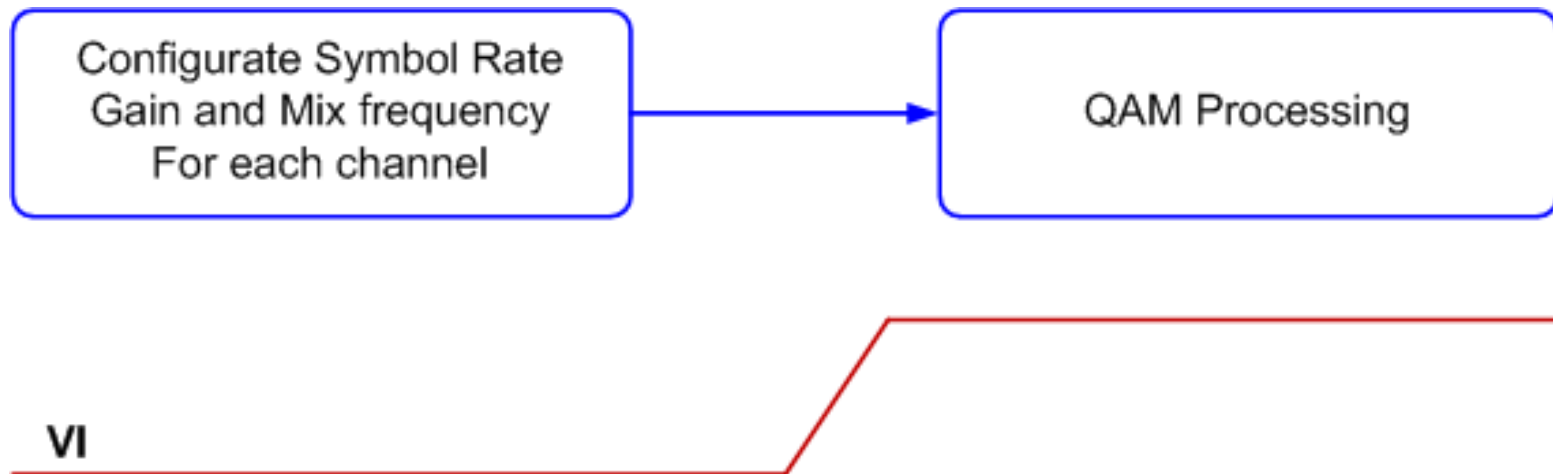 Configurate Symbol Rate
Gain and Mix frequency
For each channel
QAM Processing
VI